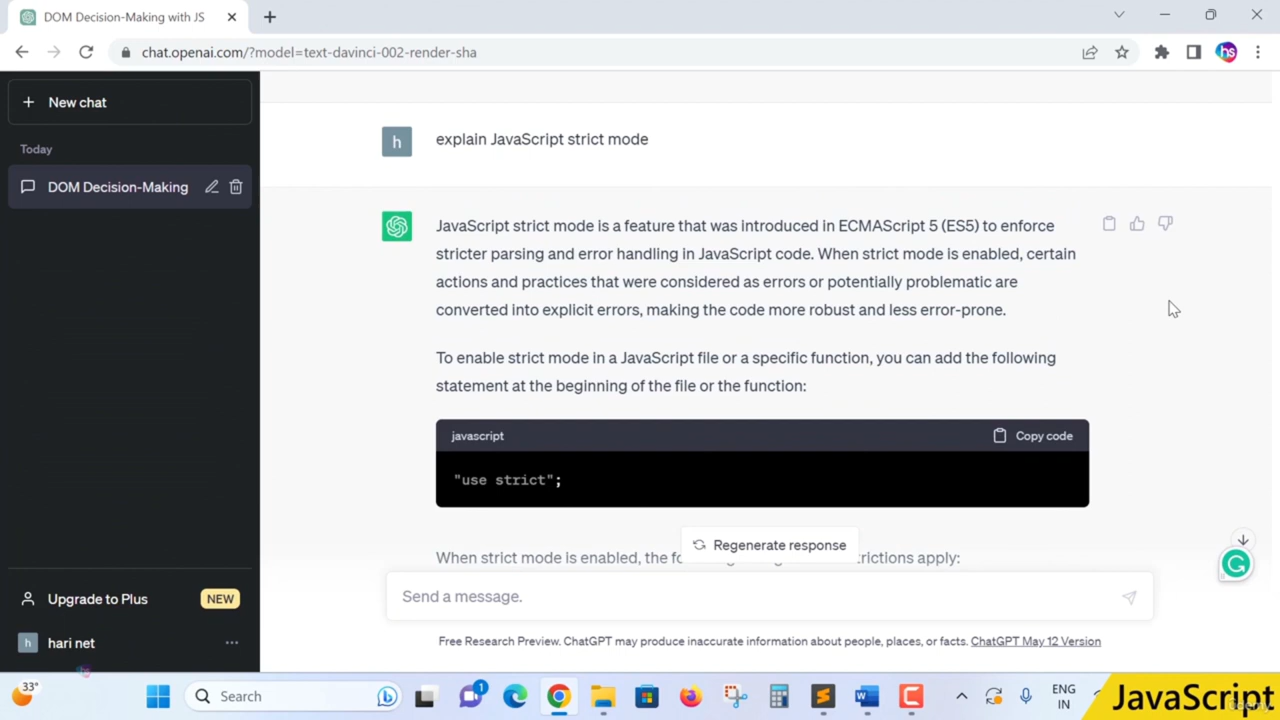 DOM Decision-Making with JS
chat.openai.com/?model=text-davinci-002-render-sha
hs
New chat
Today
DOM Decision-Making
h
explain JavaScript strict mode
JavaScript strict mode is a feature that was introduced in ECMAScript 5 (ES5) to enforce
stricter parsing and error handling in JavaScript code. When strict mode is enabled, certain
actions and practices that were considered as errors or potentially problematic are
converted into explicit errors, making the code more robust and less error-prone.
To enable strict mode in a JavaScript file or a specific function, you can add the following
statement at the beginning of the file or the function:
javascript
Copy code
"use strict";
When strict mode is enabled, the fo
rictions apply:
Regenerate response
Send a message.
Free Research Preview. ChatGPT may produce inaccurate information about people, places, or facts. ChatGPT May 12 Version
Upgrade to Plus
NEW
h
hari net
33°
Search
1
ENG
IN
JavaScript